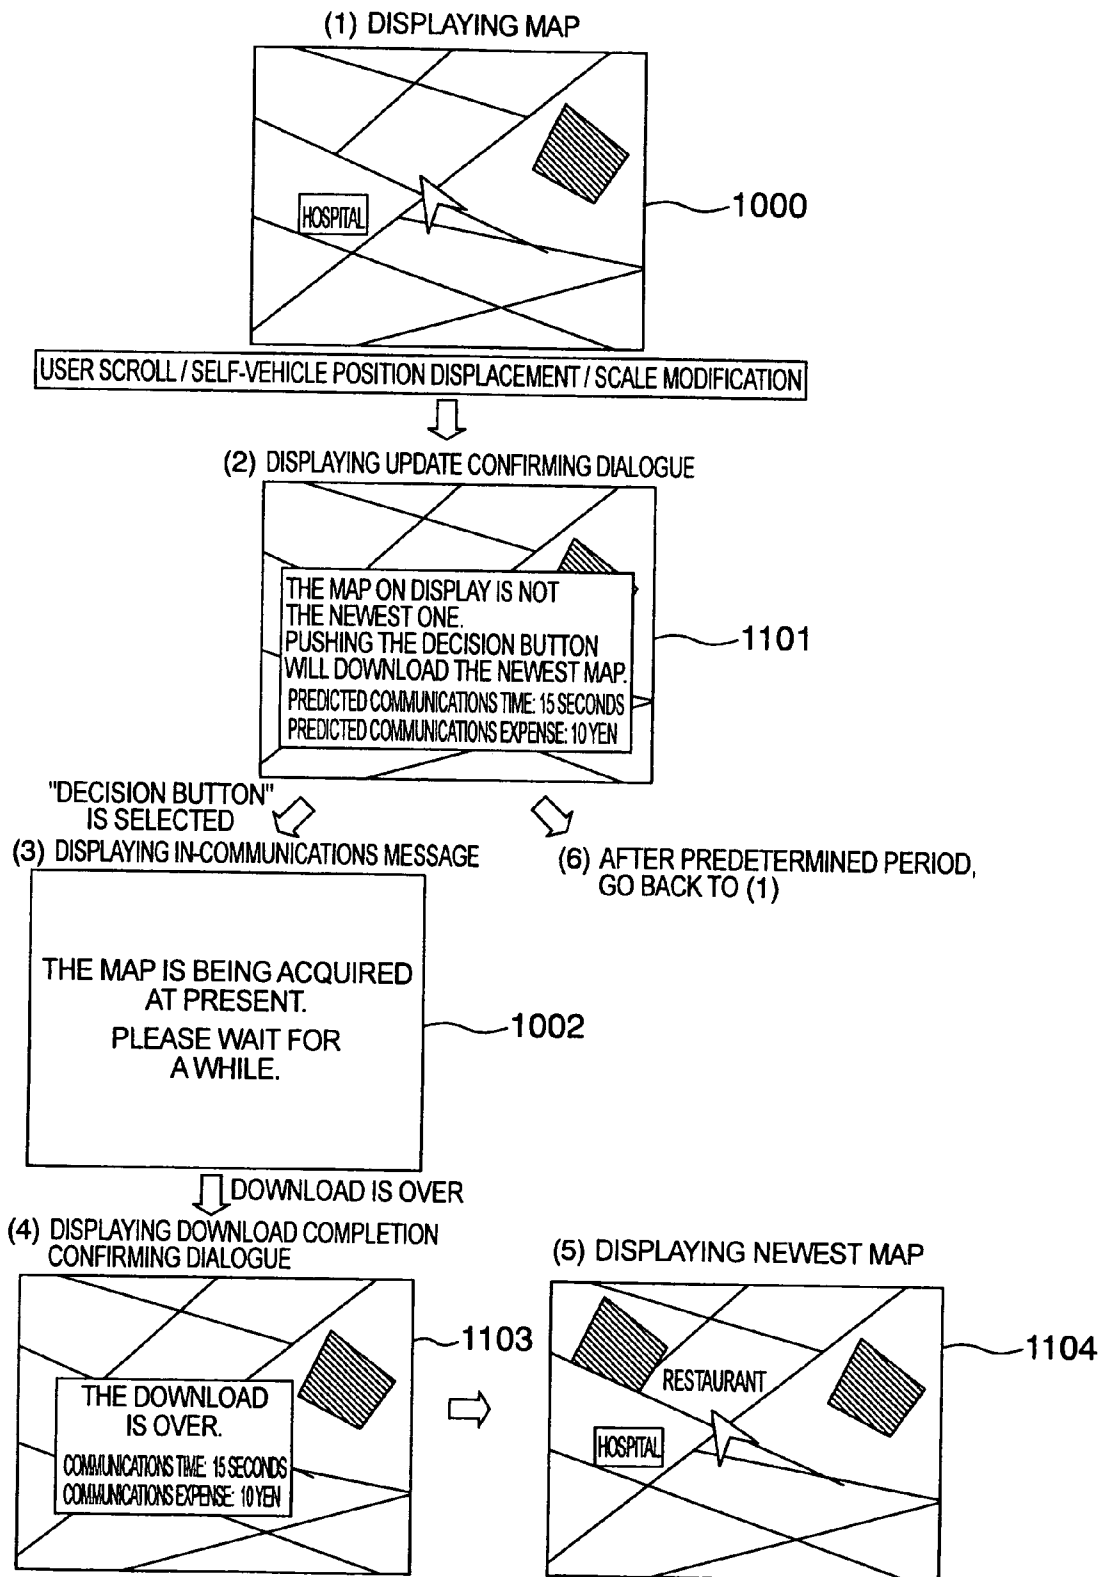 (1) DISPLAYING MAP
HOSPITAL
1000
USER SCROLL / SELF-VEHICLE POSITION DISPLACEMENT / SCALE MODIFICATION
(2) DISPLAYING UPDATE CONFIRMING DIALOGUE
THE MAP ON DISPLAY IS NOT
THE NEWEST ONE.
PUSHING THE DECISION BUTTON
WILL DOWNLOAD THE NEWEST MAP.
PREDICTED COMMUNICATIONS TIME: 15 SECONDS
PREDICTED COMMUNICATIONS EXPENSE: 10 YEN
1101
"DECISION BUTTON"
IS SELECTED
(3) DISPLAYING IN-COMMUNICATIONS MESSAGE
(6) AFTER PREDETERMINED PERIOD,
GO BACK TO (1)
THE MAP IS BEING ACQUIRED
AT PRESENT.
PLEASE WAIT FOR
A WHILE.
1002
DOWNLOAD IS OVER
(4) DISPLAYING DOWNLOAD COMPLETION
CONFIRMING DIALOGUE
THE DOWNLOAD
IS OVER.
COMMUNICATIONS TIME: 15 SECONDS
COMMUNICATIONS EXPENSE: 10 YEN
1103
(5) DISPLAYING NEWEST MAP
RESTAURANT
HOSPITAL
1104